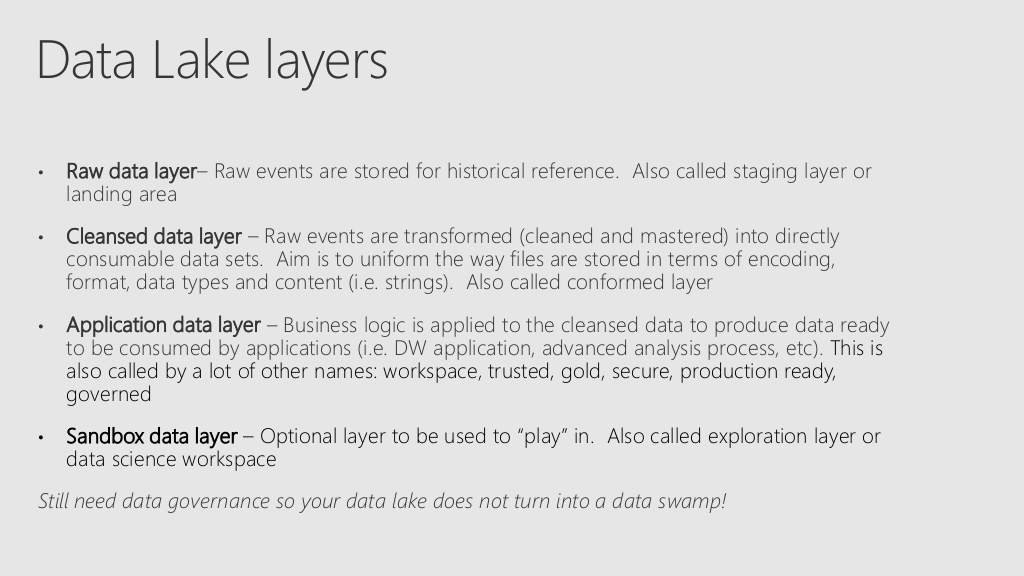 Data Lake layers
• Raw data layer– Raw events are stored for historical reference.  Also called staging layer or
landing area
• Cleansed data layer – Raw events are transformed (cleaned and mastered) into directly
consumable data sets.  Aim is to uniform the way files are stored in terms of encoding,
format, data types and content (i.e. strings).  Also called conformed layer
• Application data layer – Business logic is applied to the cleansed data to produce data ready
to be consumed by applications (i.e. DW application, advanced analysis process, etc). This is
also called by a lot of other names: workspace, trusted, gold, secure, production ready,
governed
• Sandbox data layer – Optional layer to be used to “play” in.  Also called exploration layer or
data science workspace
Still need data governance so your data lake does not turn into a data swamp!